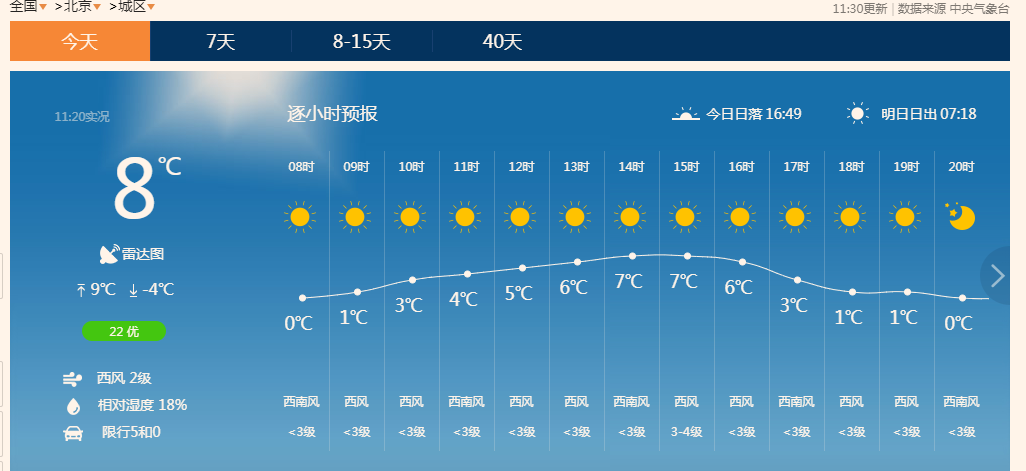 全国 >北京 >城区
11:30更新 | 数据来源 中央气象台
今天 7天 8-15天 40天
11:20实况
逐小时预报
今日日落 16:49 明日日出 07:18
8℃
雷达图
9℃ -4℃
22 优
西风 2级
相对湿度 18%
限行5和0
08时 09时 10时 11时 12时 13时 14时 15时 16时 17时 18时 19时 20时
0℃ 1℃ 3℃ 4℃ 5℃ 6℃ 7℃ 7℃ 6℃ 3℃ 1℃ 1℃ 0℃
西南风 西风 西风 西南风 西风 西风 西南风 西风 西风 西南风 西风 西风 西南风
<3级 <3级 <3级 <3级 <3级 <3级 <3级 3-4级 <3级 <3级 <3级 <3级 <3级